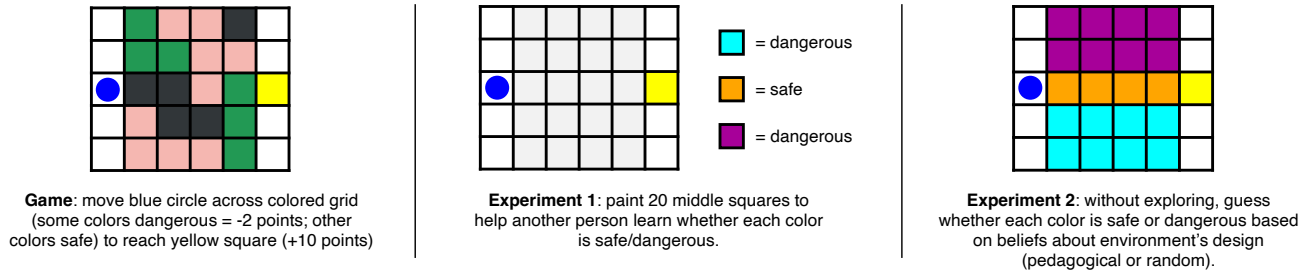 = dangerous
= safe
= dangerous
Game: move blue circle across colored grid
(some colors dangerous = -2 points; other
colors safe) to reach yellow square (+10 points)
Experiment 1: paint 20 middle squares to
help another person learn whether each color
is safe/dangerous.
Experiment 2: without exploring, guess
whether each color is safe or dangerous based
on beliefs about environment’s design
(pedagogical or random).